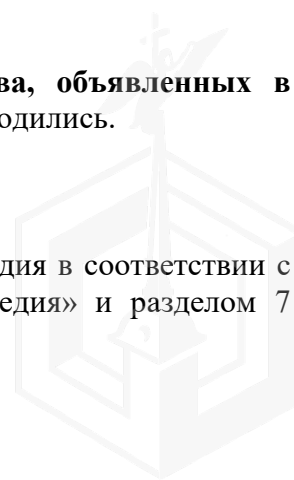 ва, объявленных в
одились.
дия в соответствии с
едия» и разделом 7